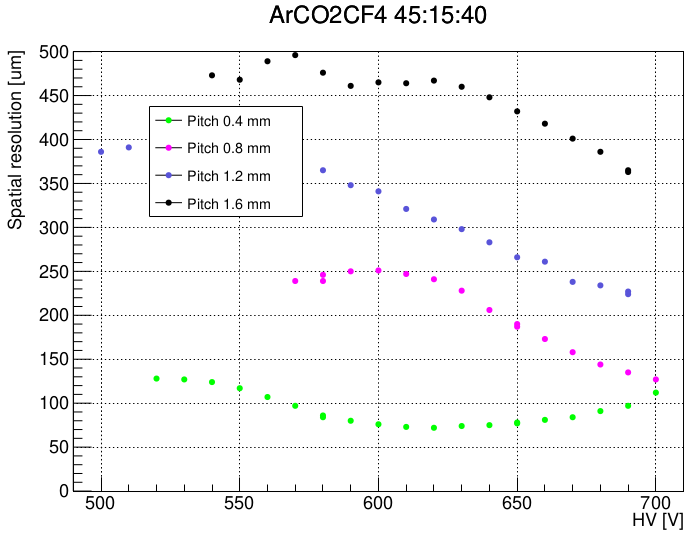 ArCO2CF4 45:15:40
Spatial resolution [um]
500
450
400
350
300
250
200
150
100
50
0
Pitch 0.4 mm
Pitch 0.8 mm
Pitch 1.2 mm
Pitch 1.6 mm
500 550 600 650 700
HV [V]